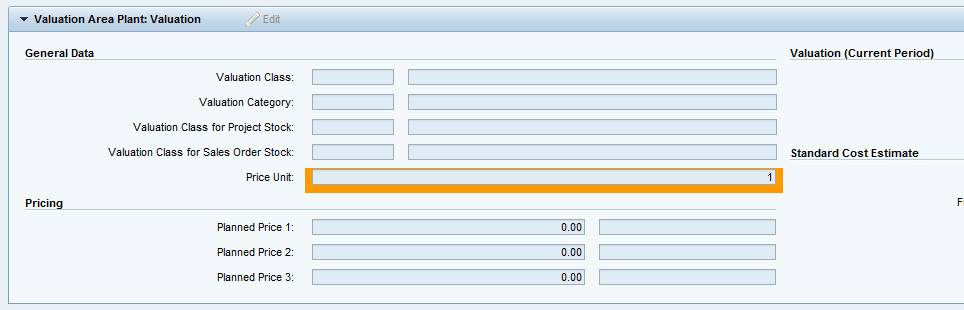 Valuation Area Plant: Valuation Edit
General Data Valuation (Current Period)
Valuation Class:
Valuation Category:
Valuation Class for Project Stock:
Valuation Class for Sales Order Stock: Standard Cost Estimate
Price Unit: 1
Pricing F
Planned Price 1: 0.00
Planned Price 2: 0.00
Planned Price 3: 0.00